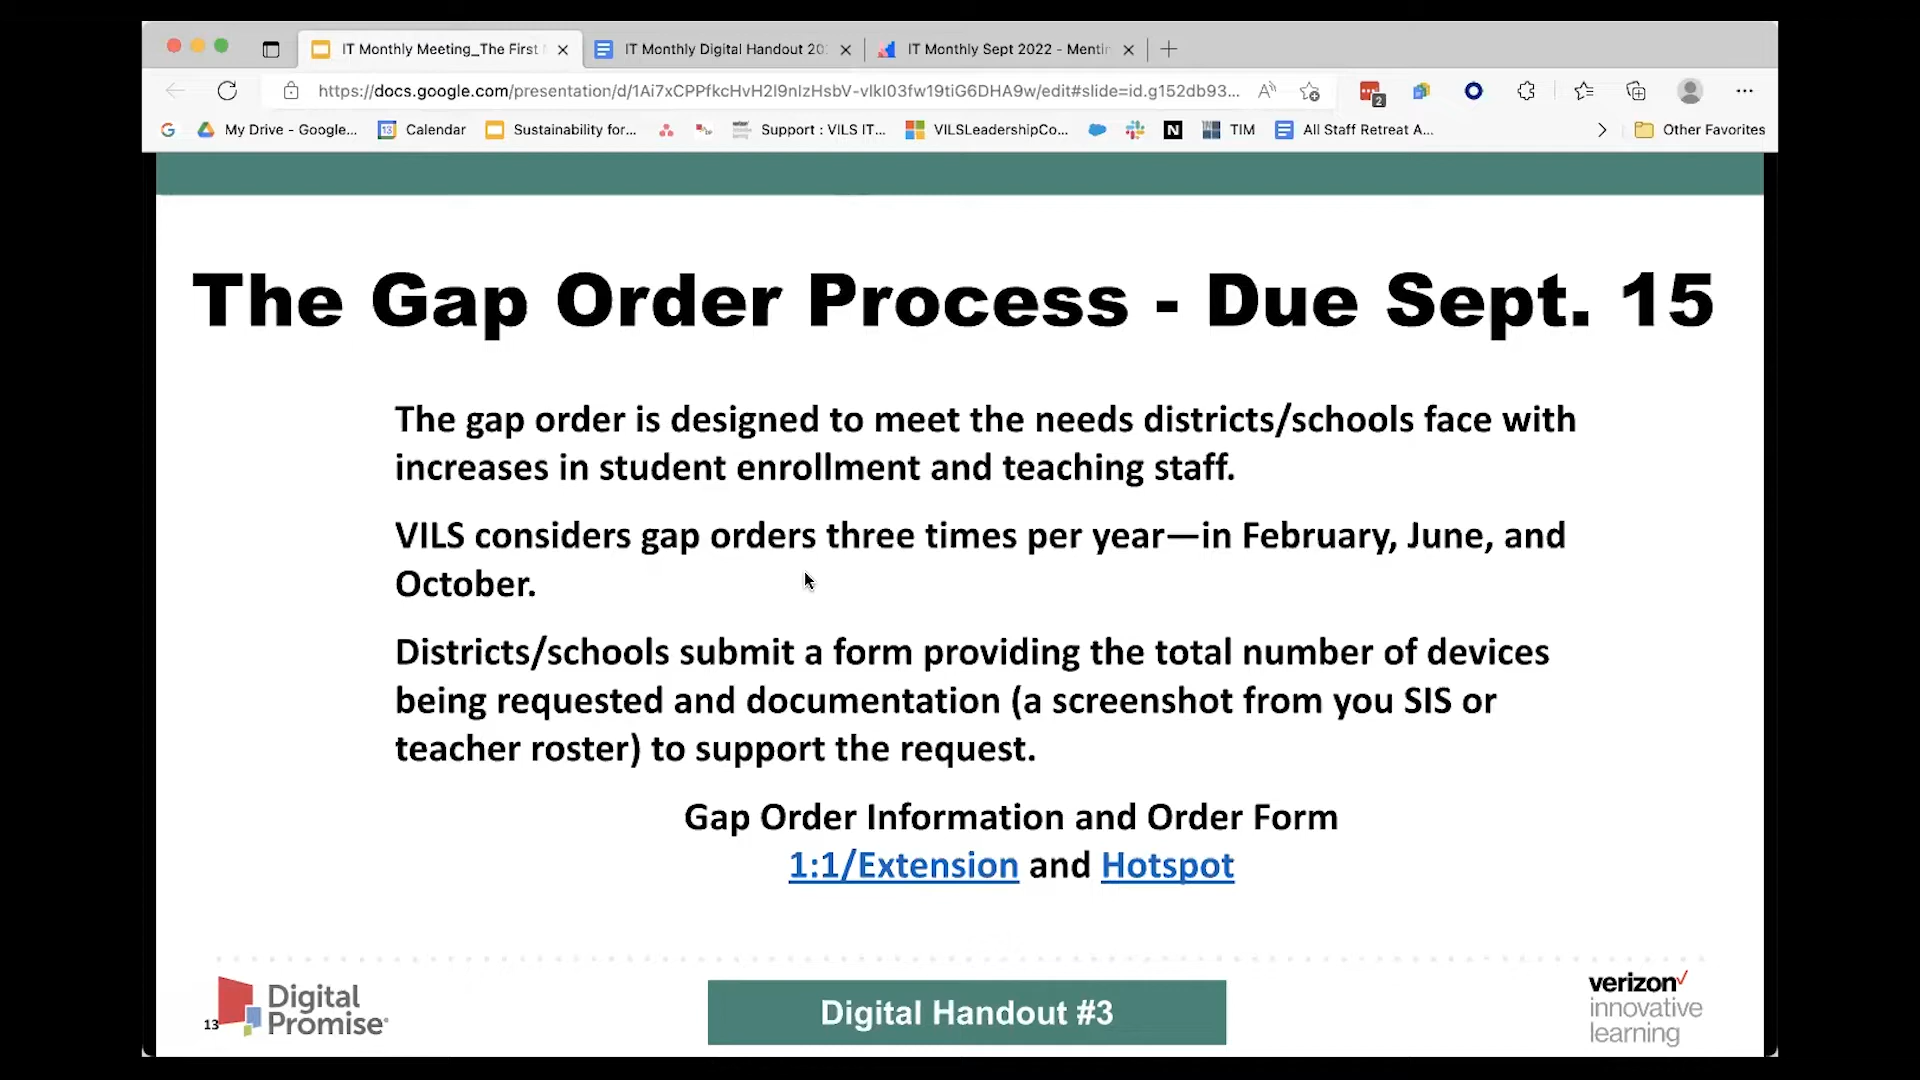 IT Monthly Meeting_The First
IT Monthly Digital Handout 20
IT Monthly Sept 2022 - Menti
https://docs.google.com/presentation/d/1Ai7xCPPfkcHvH2l9nlzHsbV-vlkl03fw19tiG6DHA9w/edit#slide=id.g152db93...
2
My Drive - Google...
Calendar
Sustainability for...
Support : VILS IT...
VILSLeadershipCo...
TIM
All Staff Retreat A...
Other Favorites
The Gap Order Process - Due Sept. 15
The gap order is designed to meet the needs districts/schools face with
increases in student enrollment and teaching staff.
VILS considers gap orders three times per year—in February, June, and
October.
Districts/schools submit a form providing the total number of devices
being requested and documentation (a screenshot from you SIS or
teacher roster) to support the request.
Gap Order Information and Order Form
1:1/Extension and Hotspot
13
Digital
Promise
Digital Handout #3
verizon
innovative
learning